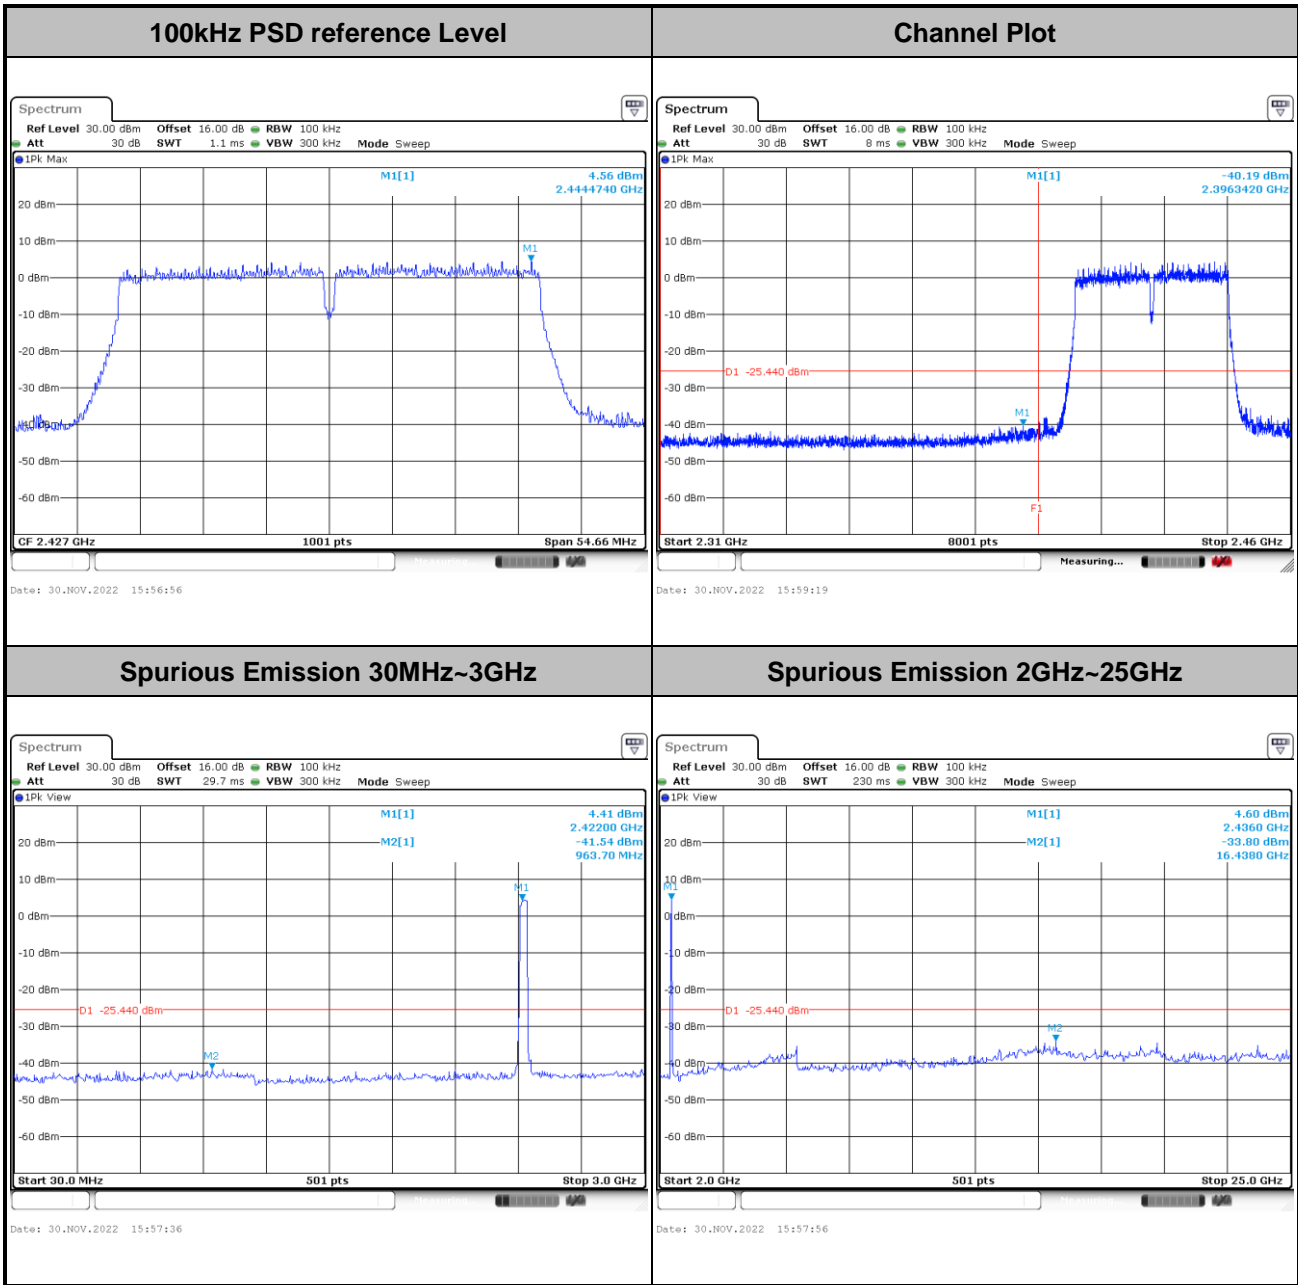 100kHz PSD reference Level
Spectrum
Ref Level 30.00 dBm Offset 16.00 dB RBW 100 kHz
Att 30 dB SWT 1.1 ms VBW 300 kHz Mode Sweep
1Pk Max
M1[1] 4.56 dBm
2.4444740 GHz
20 dBm
10 dBm
M1
0 dBm
-10 dBm
-20 dBm
-30 dBm
-40 dBm
-50 dBm
-60 dBm
CF 2.427 GHz 1001 pts Span 54.66 MHz
Measuring...
Date: 30.NOV.2022 15:56:56
Channel Plot
Spectrum
Ref Level 30.00 dBm Offset 16.00 dB RBW 100 kHz
Att 30 dB SWT 8 ms VBW 300 kHz Mode Sweep
1Pk Max
M1[1] -40.19 dBm
2.3963420 GHz
20 dBm
10 dBm
0 dBm
-10 dBm
-20 dBm
D1 -25.440 dBm
-30 dBm
M1
-40 dBm
-50 dBm
-60 dBm
F1
Start 2.31 GHz 8001 pts Stop 2.46 GHz
Measuring...
Date: 30.NOV.2022 15:59:19
Spurious Emission 30MHz~3GHz
Spectrum
Ref Level 30.00 dBm Offset 16.00 dB RBW 100 kHz
Att 30 dB SWT 29.7 ms VBW 300 kHz Mode Sweep
1Pk View
M1[1] 4.41 dBm
2.42200 GHz
20 dBm
M2[1] -41.54 dBm
963.70 MHz
10 dBm
M1
0 dBm
-10 dBm
-20 dBm
D1 -25.440 dBm
-30 dBm
M2
-40 dBm
-50 dBm
-60 dBm
Start 30.0 MHz 501 pts Stop 3.0 GHz
Measuring...
Date: 30.NOV.2022 15:57:36
Spurious Emission 2GHz~25GHz
Spectrum
Ref Level 30.00 dBm Offset 16.00 dB RBW 100 kHz
Att 30 dB SWT 230 ms VBW 300 kHz Mode Sweep
1Pk View
M1[1] 4.60 dBm
2.4360 GHz
20 dBm
M2[1] -33.80 dBm
16.4380 GHz
10 dBm
M1
0 dBm
-10 dBm
-20 dBm
D1 -25.440 dBm
-30 dBm
M2
-40 dBm
-50 dBm
-60 dBm
Start 2.0 GHz 501 pts Stop 25.0 GHz
Measuring...
Date: 30.NOV.2022 15:57:56